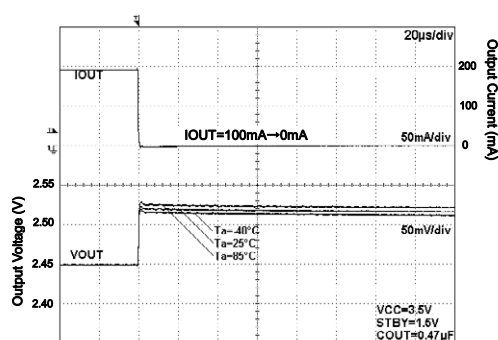 20µs/div
IOUT
200
100
IOUT=100mA→0mA
50mA/div
0
Output Current (mA)
2.55
2.50
2.45
2.40
Output Voltage (V)
50mV/div
Ta=-40°C
Ta=25°C
Ta=85°C
VOUT
VCC=3.5V
STBY=1.5V
COUT=0.47µF